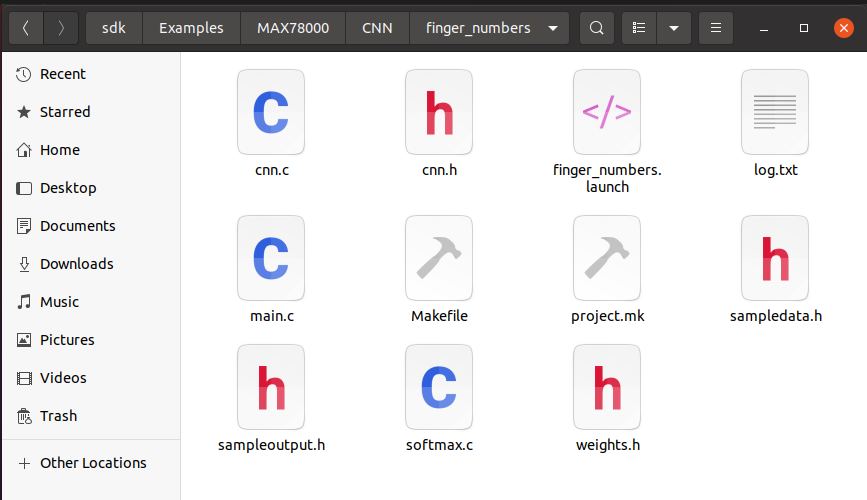 sdk Examples MAX78000 CNN finger_numbers
Recent
Starred
Home
Desktop
Documents
Downloads
Music
Pictures
Videos
Trash
Other Locations
C h </>
cnn.c cnn.h finger_numbers. log.txt
launch
C h
main.c Makefile project.mk sampledata.h
h C h
sampleoutput.h softmax.c weights.h